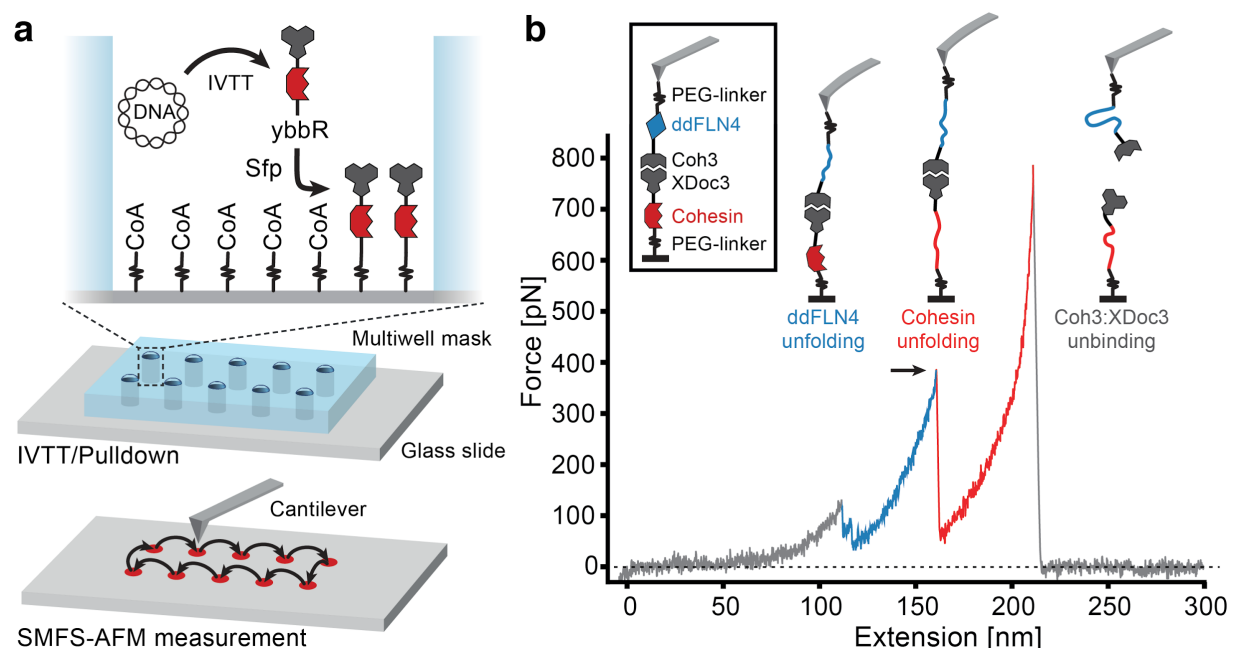 a
IVTT
DNA
ybbR
Sfp
CoA
CoA
CoA
CoA
CoA
Multiwell mask
IVTT/Pulldown
Glass slide
Cantilever
SMFS-AFM measurement
b
PEG-linker
ddFLN4
Coh3
XDoc3
Cohesin
PEG-linker
ddFLN4
unfolding
Cohesin
unfolding
Coh3:XDoc3
unbinding
Force [pN]
800
700
600
500
400
300
200
100
0
0
50
100
150
200
250
300
Extension [nm]